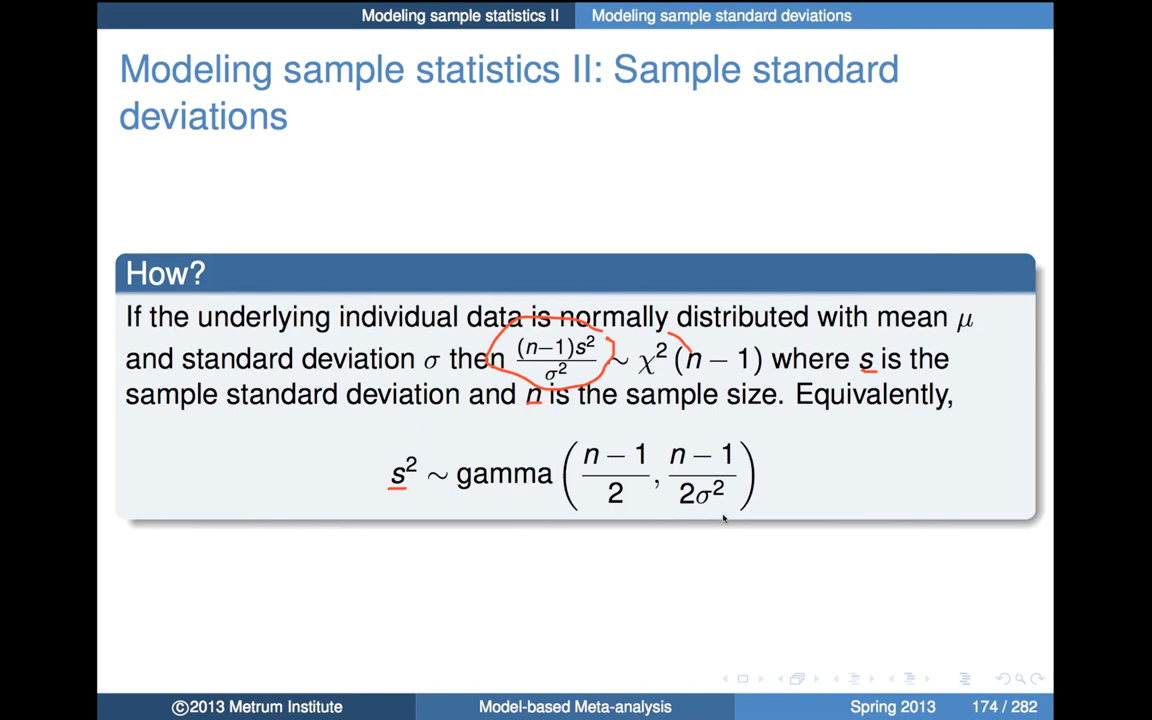 Modeling sample statistics II Modeling sample standard deviations
Modeling sample statistics II: Sample standard
deviations
How?
If the underlying individual data is normally distributed with mean μ
and standard deviation σ then (n−1)s²/σ² ∼ χ² (n − 1) where s is the
sample standard deviation and n is the sample size. Equivalently,
s² ∼ gamma ( n − 1 / 2 , n − 1 / 2σ² )
©2013 Metrum Institute Model-based Meta-analysis Spring 2013 174 / 282